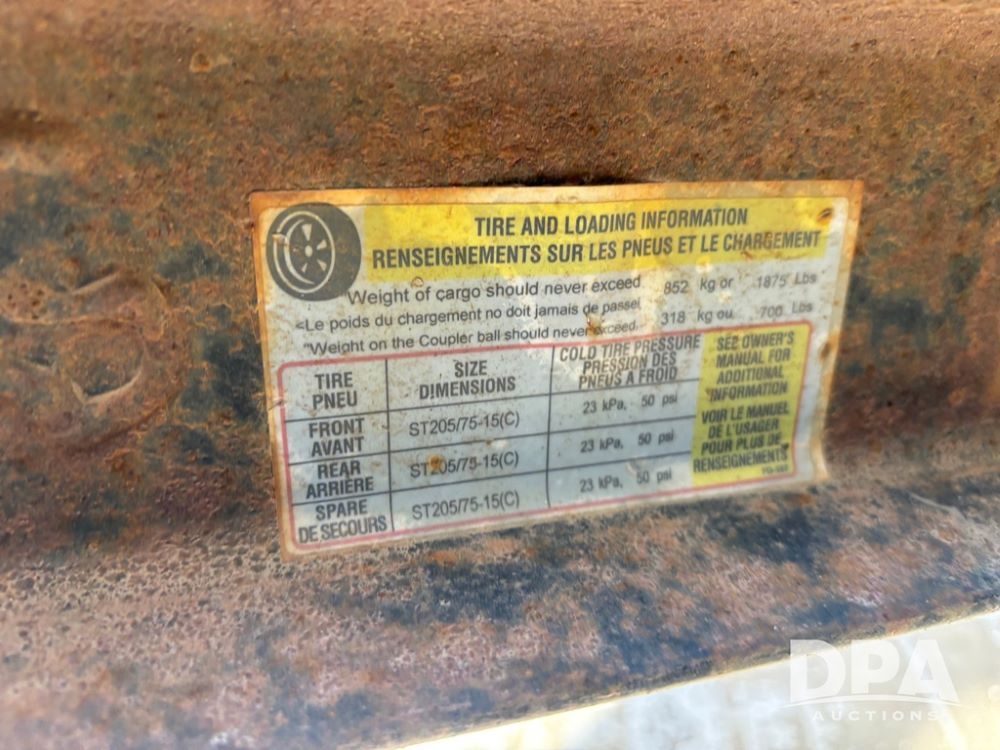 TIRE AND LOADING INFORMATION
RENSEIGNEMENTS SUR LES PNEUS ET LE CHARGEMENT
Weight of cargo should never exceed 852 kg or 1875 Lbs
<Le poids du chargement no doit jamais de passei 318 kg ou 700 Lbs
"Weight on the Coupler ball should never exceed.
TIRE PNEU
SIZE DIMENSIONS
COLD TIRE PRESSURE
PRESSION DES
PNEUS A FROID
FRONT AVANT ST205/75-15(C) 23 kPa, 50 psi
REAR ARRIÈRE ST205/75-15(C) 23 kPa, 50 psi
SPARE DE SECOURS ST205/75-15(C) 23 kPa, 50 psi
SEE OWNER'S
MANUAL FOR
ADDITIONAL
INFORMATION
VOIR LE MANUEL
DE L'USAGER
POUR PLUS DE
RENSEIGNEMENTS
DPA
AUCTIONS